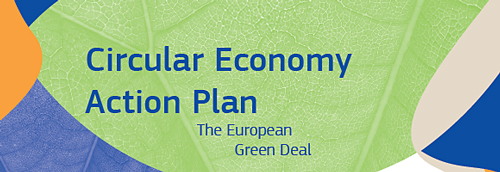 Circular Economy
Action Plan
The European
Green Deal